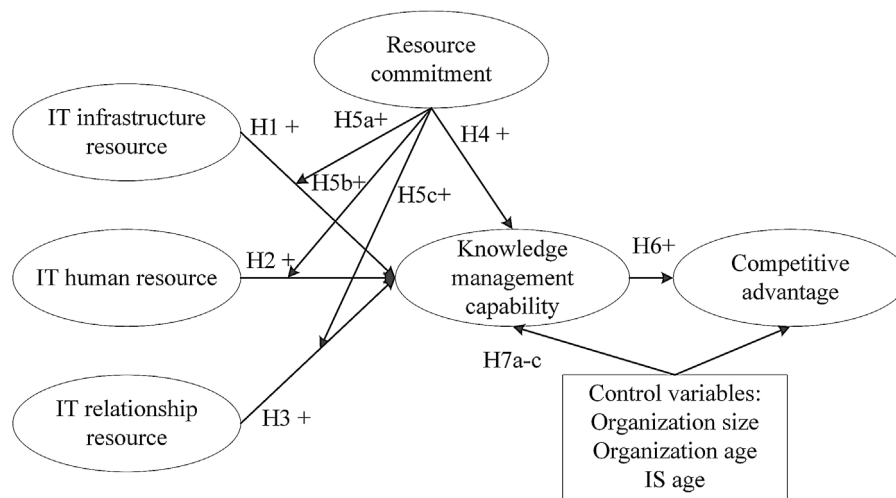 Resource
commitment
IT infrastructure
resource
H1 +
H5a+
H4 +
H5b+
H5c+
IT human resource
H2 +
Knowledge
management
capability
H6+
Competitive
advantage
H7a-c
IT relationship
resource
H3 +
Control variables:
Organization size
Organization age
IS age